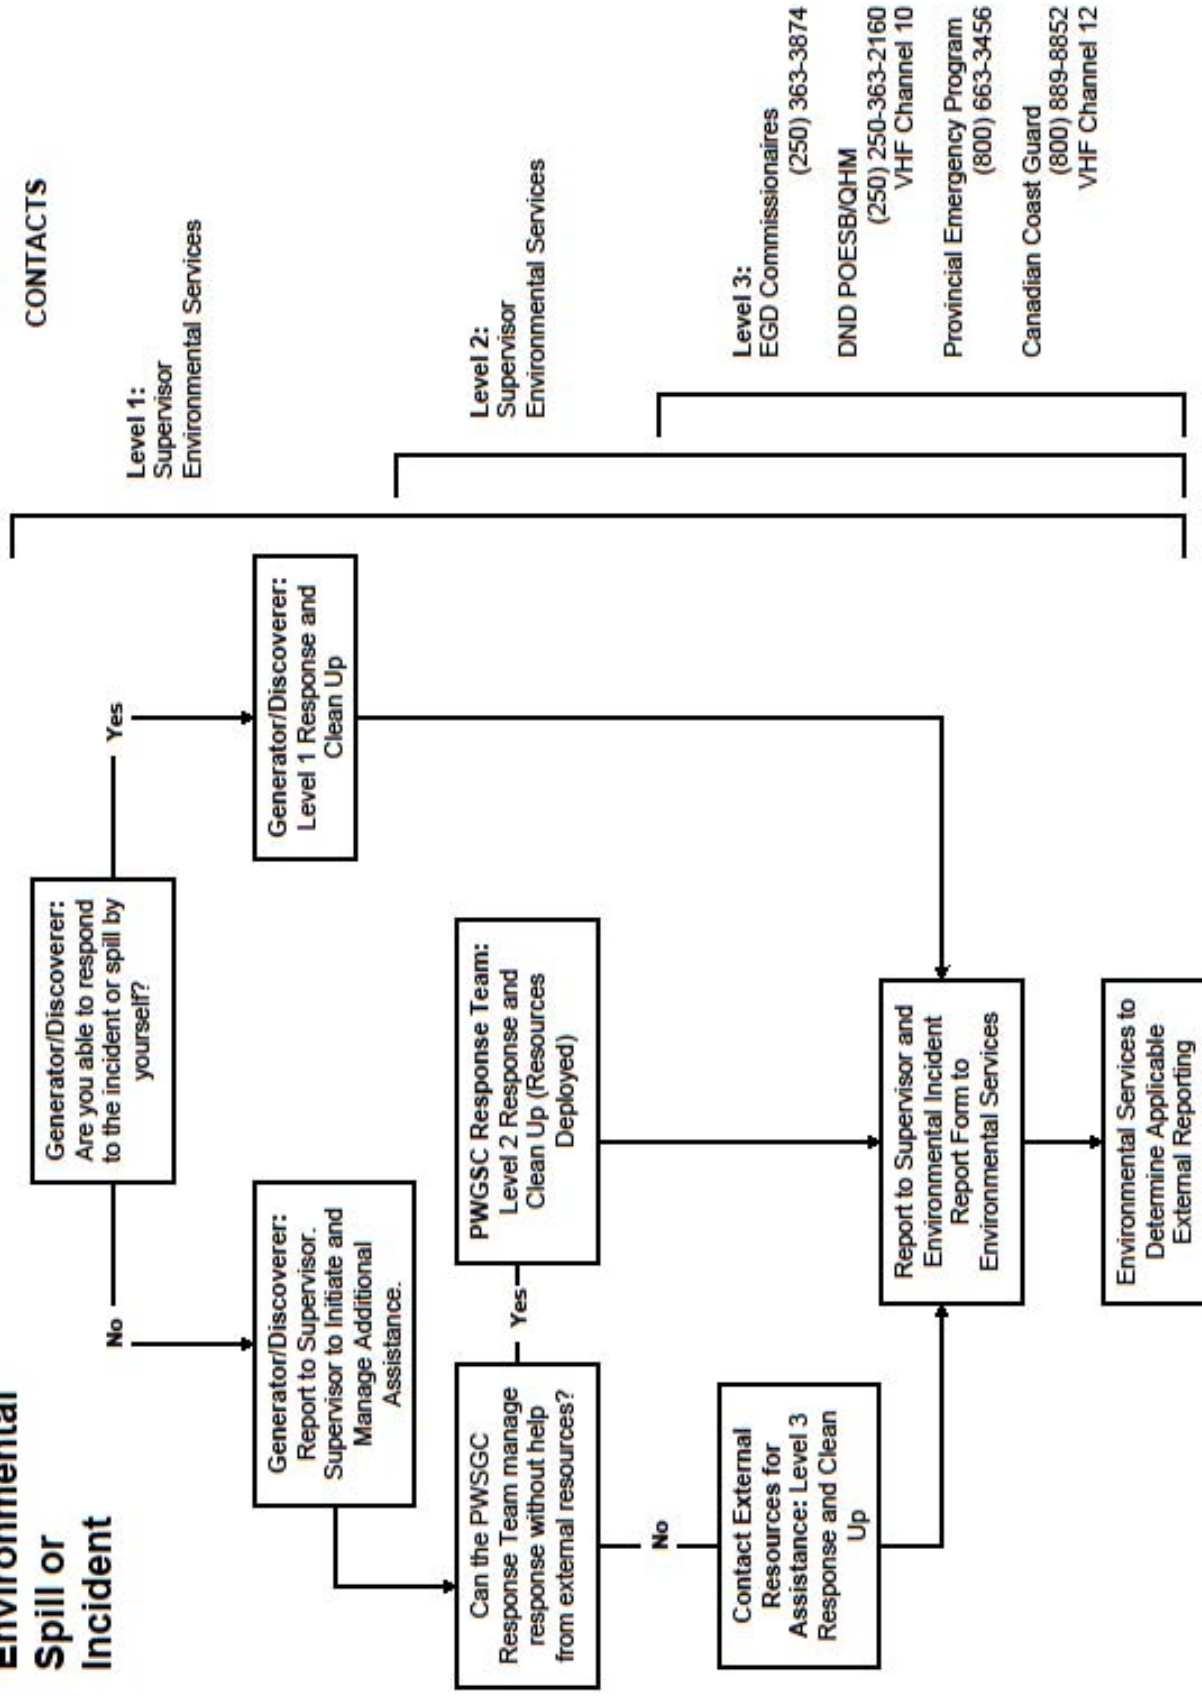 Environmental
Spill or
Incident
CONTACTS
Generator/Discoverer:
Are you able to respond
to the incident or spill by
yourself?
No
Yes
Level 1:
Supervisor
Environmental Services
Generator/Discoverer:
Report to Supervisor.
Supervisor to Initiate and
Manage Additional
Assistance.
Generator/Discoverer:
Level 1 Response and
Clean Up
Can the PWSGC
Response Team manage
response without help
from external resources?
Yes
PWGSC Response Team:
Level 2 Response and
Clean Up (Resources
Deployed)
Level 2:
Supervisor
Environmental Services
No
Contact External
Resources for
Assistance: Level 3
Response and Clean
Up
Level 3:
EGD Commissionaires
(250) 363-3874
DND POESB/QHM
(250) 250-363-2160
VHF Channel 10
Provincial Emergency Program
(800) 663-3456
Canadian Coast Guard
(800) 889-8852
VHF Channel 12
Report to Supervisor and
Environmental Incident
Report Form to
Environmental Services
Environmental Services to
Determine Applicable
External Reporting